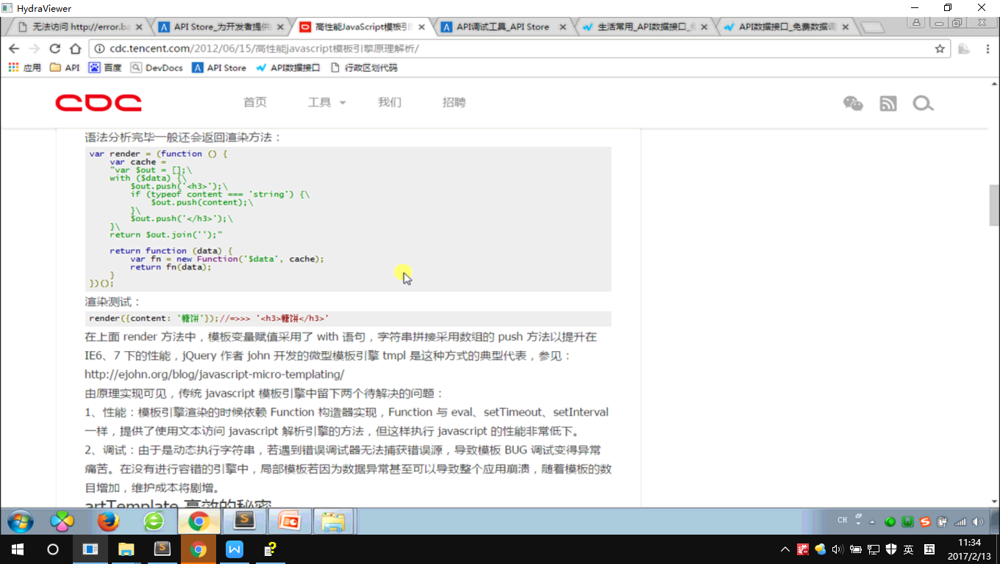 HydraViewer
无法访问 http://error.ba
API Store_为开发者提供
高性能JavaScript模板引擎
API调试工具_API Store
生活常用_API数据接口_
API数据接口_免费数据调
cdc.tencent.com/2012/06/15/高性能javascript模板引擎原理解析/
应用 API 百度 DevDocs API Store API数据接口 行政区划代码
CDC 首页 工具 我们 招聘
语法分析完毕一般还会返回渲染方法：
var render = (function () {
var cache =
"var $out = [];\
with ($data) {\
$out.push('<h3>');\
if (typeof content === 'string') {\
$out.push(content);\
}\
$out.push('</h3>');\
}\
return $out.join('');"
return function (data) {
var fn = new Function('$data', cache);
return fn(data);
}
})();
渲染测试：
render({content: '糖饼'});//=>>> '<h3>糖饼</h3>'
在上面 render 方法中，模板变量赋值采用了 with 语句，字符串拼接采用数组的 push 方法以提升在
IE6、7 下的性能，jQuery 作者 john 开发的微型模板引擎 tmpl 是这种方式的典型代表，参见：
http://ejohn.org/blog/javascript-micro-templating/
由原理实现可见，传统 javascript 模板引擎中留下两个待解决的问题：
1、性能：模板引擎渲染的时候依赖 Function 构造器实现，Function 与 eval、setTimeout、setInterval
一样，提供了使用文本访问 javascript 解析引擎的方法，但这样执行 javascript 的性能非常低下。
2、调试：由于是动态执行字符串，若遇到错误调试器无法捕获错误源，导致模板 BUG 调试变得异常
痛苦。在没有进行容错的引擎中，局部模板若因为数据异常甚至可以导致整个应用崩溃，随着模板的数
目增加，维护成本将剧增。
artTemplate 高效的秘密
CH
英
11:34
2017/2/13